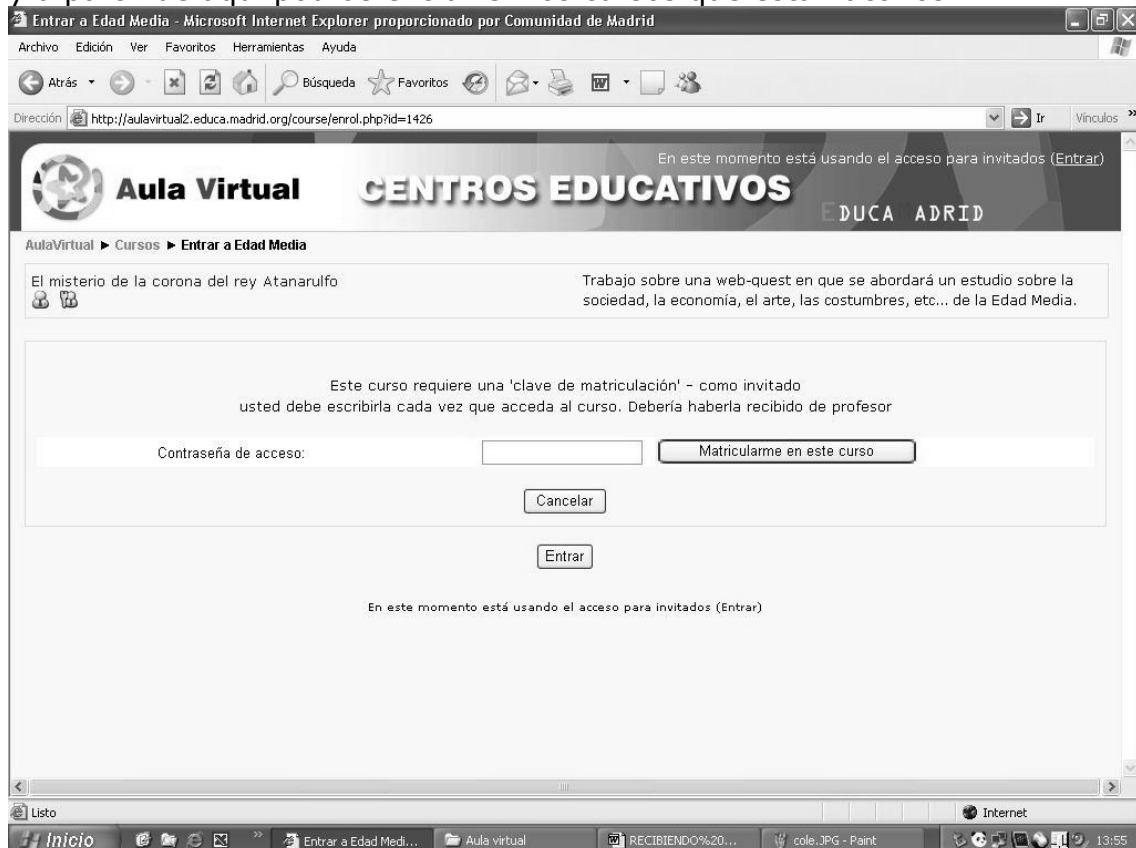 Entrar a Edad Media - Microsoft Internet Explorer proporcionado por Comunidad de Madrid
Archivo Edición Ver Favoritos Herramientas Ayuda
Atrás Búsqueda Favoritos
Dirección http://aulavirtual2.educa.madrid.org/course/enrol.php?id=1426 Ir Vínculos »
En este momento está usando el acceso para invitados (Entrar)
Aula Virtual CENTROS EDUCATIVOS
EDUCA MADRID
AulaVirtual ► Cursos ► Entrar a Edad Media
El misterio de la corona del rey Atanarulfo
Trabajo sobre una web-quest en que se abordará un estudio sobre la
sociedad, la economía, el arte, las costumbres, etc... de la Edad Media.
Este curso requiere una 'clave de matriculación' - como invitado
usted debe escribirla cada vez que acceda al curso. Debería haberla recibido de profesor
Contraseña de acceso: Matricularme en este curso
Cancelar
Entrar
En este momento está usando el acceso para invitados (Entrar)
Listo Internet
Inicio » Entrar a Edad Medi... Aula virtual RECIBIENDO%20... cole.JPG - Paint 13:55